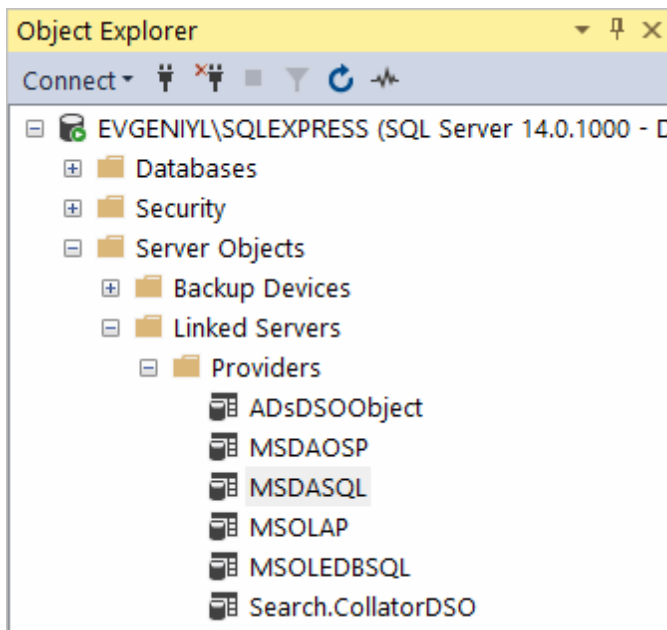 Object Explorer
Connect
EVGENIYL\SQLEXPRESS (SQL Server 14.0.1000 - D
Databases
Security
Server Objects
Backup Devices
Linked Servers
Providers
ADsDSOObject
MSDAOSP
MSDASQL
MSOLAP
MSOLEDBSQL
Search.CollatorDSO